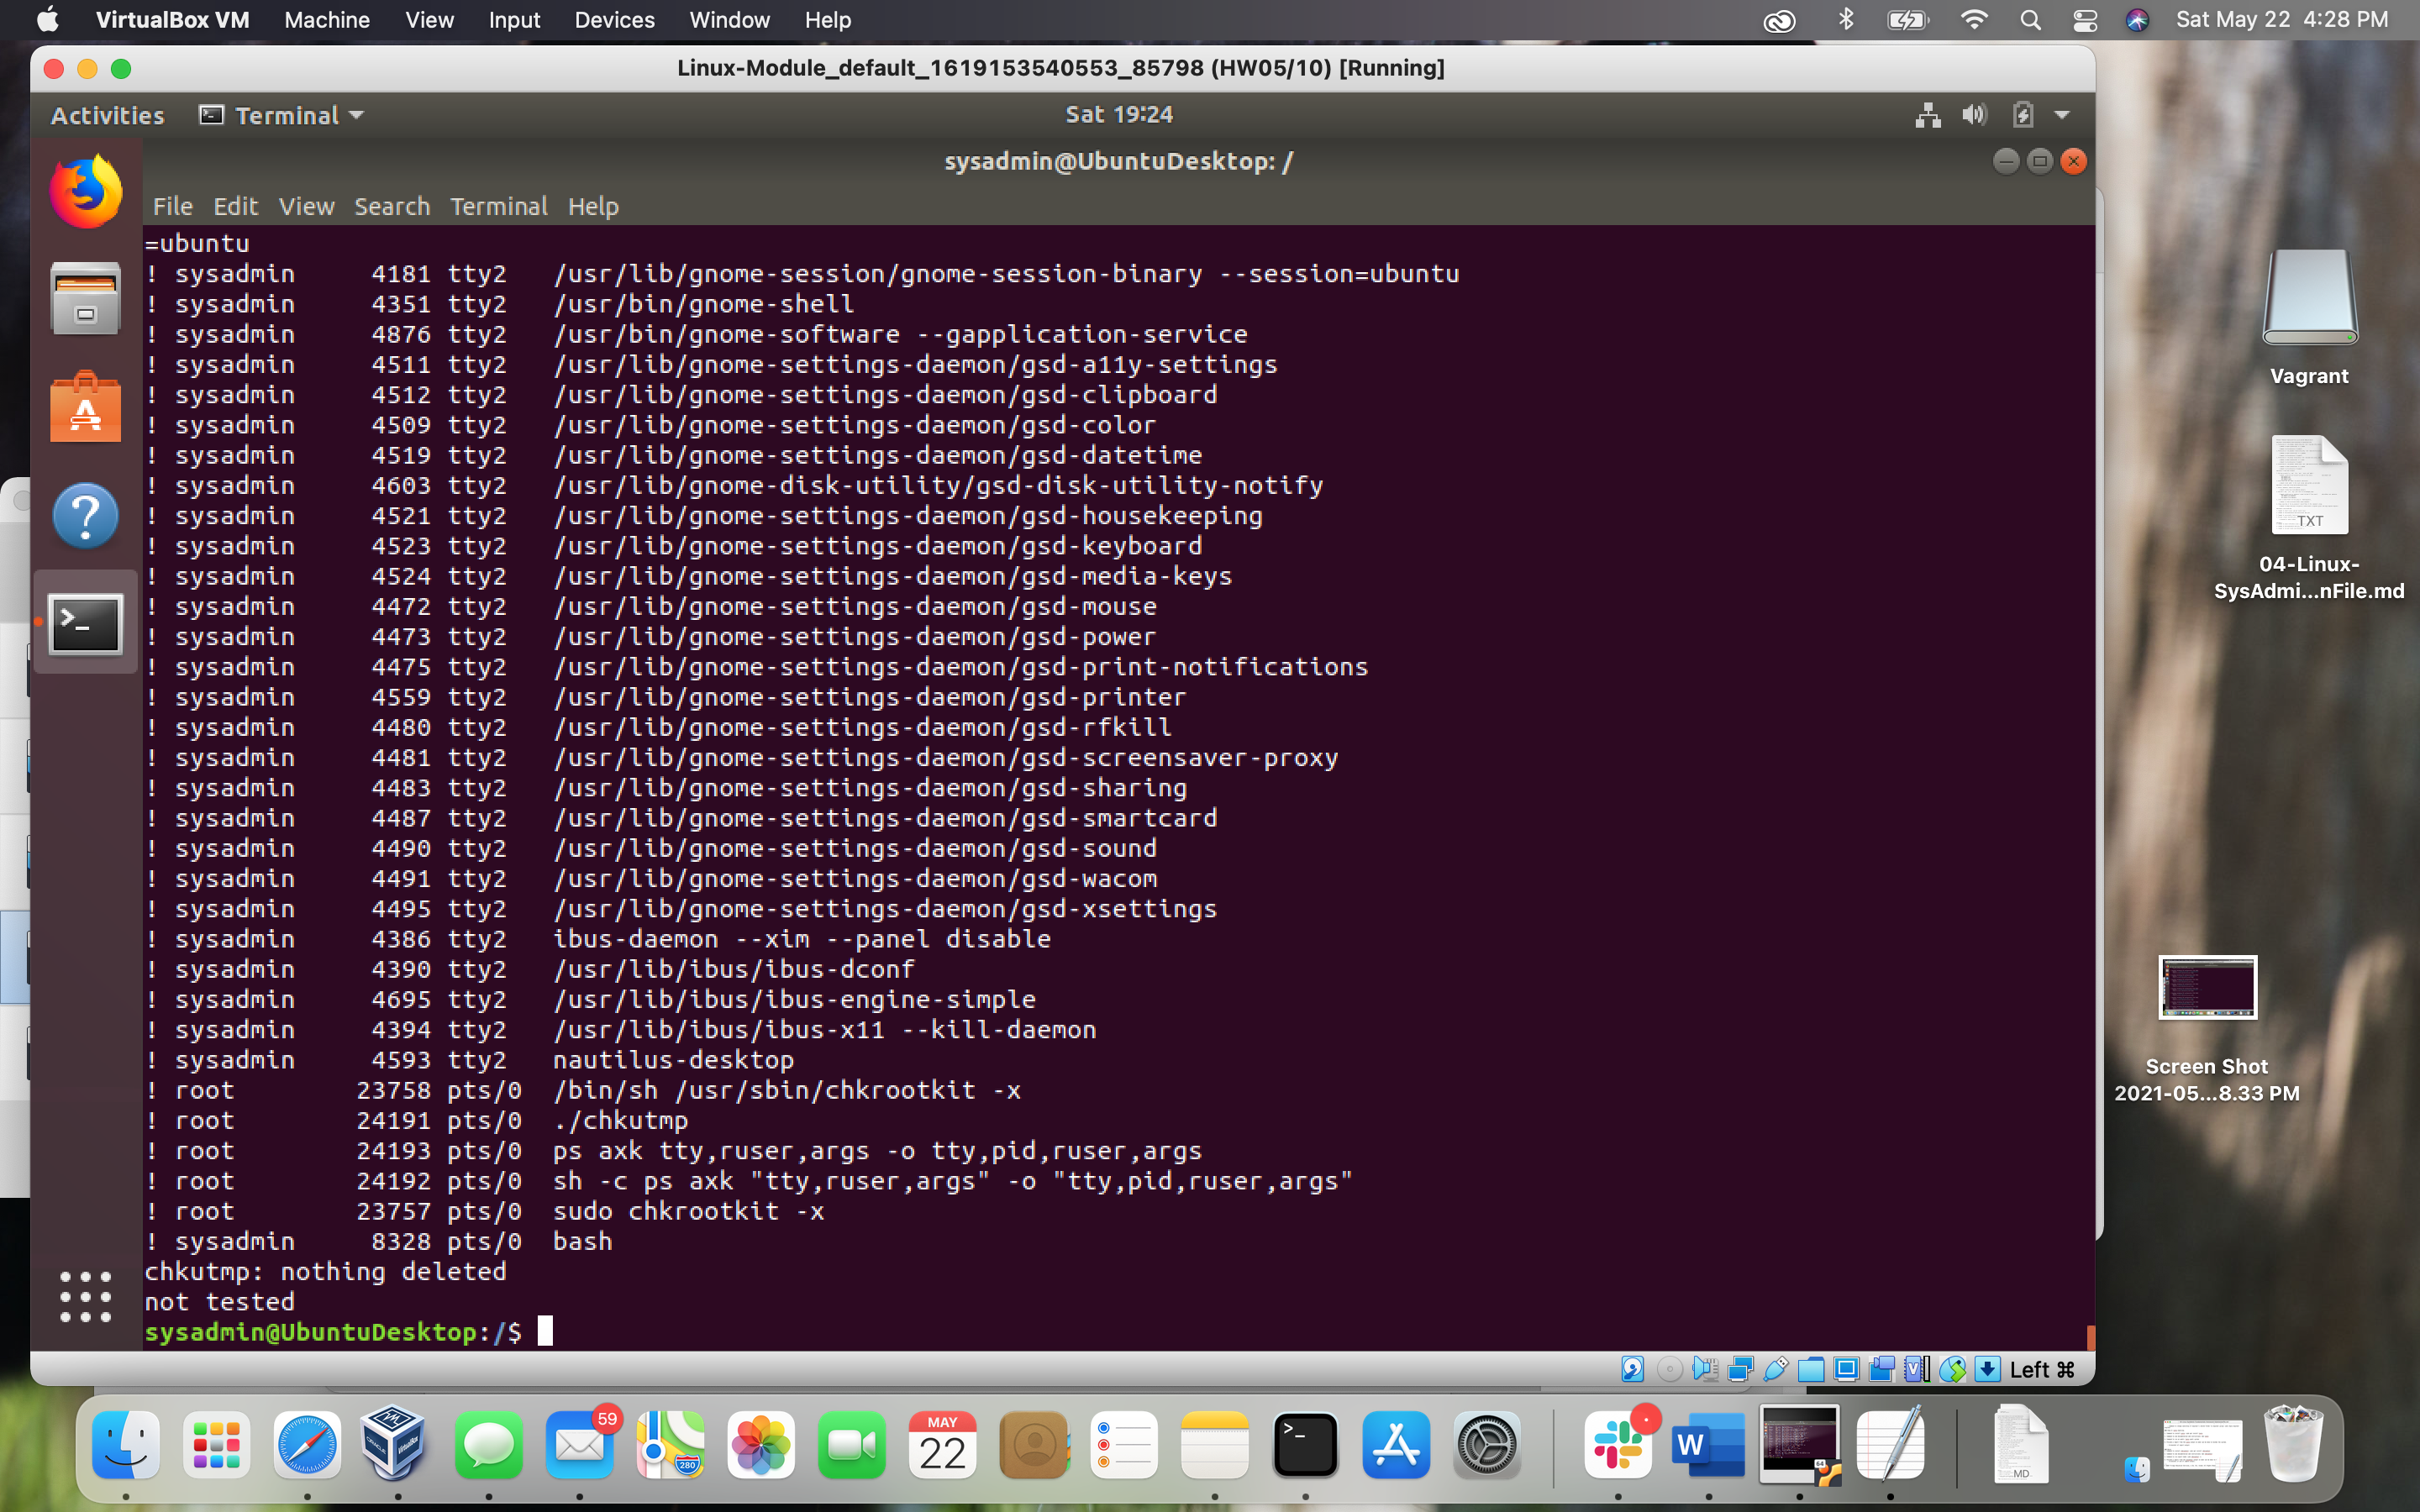 VirtualBox VM Machine View Input Devices Window Help Sat May 22 4:28 PM
Linux-Module_default_1619153540553_85798 (HW05/10) [Running]
Activities Terminal Sat 19:24
sysadmin@UbuntuDesktop: /
File Edit View Search Terminal Help
=ubuntu
! sysadmin 4181 tty2 /usr/lib/gnome-session/gnome-session-binary --session=ubuntu
! sysadmin 4351 tty2 /usr/bin/gnome-shell
! sysadmin 4876 tty2 /usr/bin/gnome-software --gapplication-service
! sysadmin 4511 tty2 /usr/lib/gnome-settings-daemon/gsd-a11y-settings
! sysadmin 4512 tty2 /usr/lib/gnome-settings-daemon/gsd-clipboard
! sysadmin 4509 tty2 /usr/lib/gnome-settings-daemon/gsd-color
! sysadmin 4519 tty2 /usr/lib/gnome-settings-daemon/gsd-datetime
! sysadmin 4603 tty2 /usr/lib/gnome-disk-utility/gsd-disk-utility-notify
! sysadmin 4521 tty2 /usr/lib/gnome-settings-daemon/gsd-housekeeping
! sysadmin 4523 tty2 /usr/lib/gnome-settings-daemon/gsd-keyboard
! sysadmin 4524 tty2 /usr/lib/gnome-settings-daemon/gsd-media-keys
! sysadmin 4472 tty2 /usr/lib/gnome-settings-daemon/gsd-mouse
! sysadmin 4473 tty2 /usr/lib/gnome-settings-daemon/gsd-power
! sysadmin 4475 tty2 /usr/lib/gnome-settings-daemon/gsd-print-notifications
! sysadmin 4559 tty2 /usr/lib/gnome-settings-daemon/gsd-printer
! sysadmin 4480 tty2 /usr/lib/gnome-settings-daemon/gsd-rfkill
! sysadmin 4481 tty2 /usr/lib/gnome-settings-daemon/gsd-screensaver-proxy
! sysadmin 4483 tty2 /usr/lib/gnome-settings-daemon/gsd-sharing
! sysadmin 4487 tty2 /usr/lib/gnome-settings-daemon/gsd-smartcard
! sysadmin 4490 tty2 /usr/lib/gnome-settings-daemon/gsd-sound
! sysadmin 4491 tty2 /usr/lib/gnome-settings-daemon/gsd-wacom
! sysadmin 4495 tty2 /usr/lib/gnome-settings-daemon/gsd-xsettings
! sysadmin 4386 tty2 ibus-daemon --xim --panel disable
! sysadmin 4390 tty2 /usr/lib/ibus/ibus-dconf
! sysadmin 4695 tty2 /usr/lib/ibus/ibus-engine-simple
! sysadmin 4394 tty2 /usr/lib/ibus/ibus-x11 --kill-daemon
! sysadmin 4593 tty2 nautilus-desktop
! root 23758 pts/0 /bin/sh /usr/sbin/chkrootkit -x
! root 24191 pts/0 ./chkutmp
! root 24193 pts/0 ps axk tty,ruser,args -o tty,pid,ruser,args
! root 24192 pts/0 sh -c ps axk "tty,ruser,args" -o "tty,pid,ruser,args"
! root 23757 pts/0 sudo chkrootkit -x
! sysadmin 8328 pts/0 bash
chkutmp: nothing deleted
not tested
sysadmin@UbuntuDesktop:/$
Left ⌘
Vagrant
TXT
04-Linux-
SysAdmi...nFile.md
Screen Shot
2021-05...8.33 PM
59
280
MAY
22
W
64
.MD